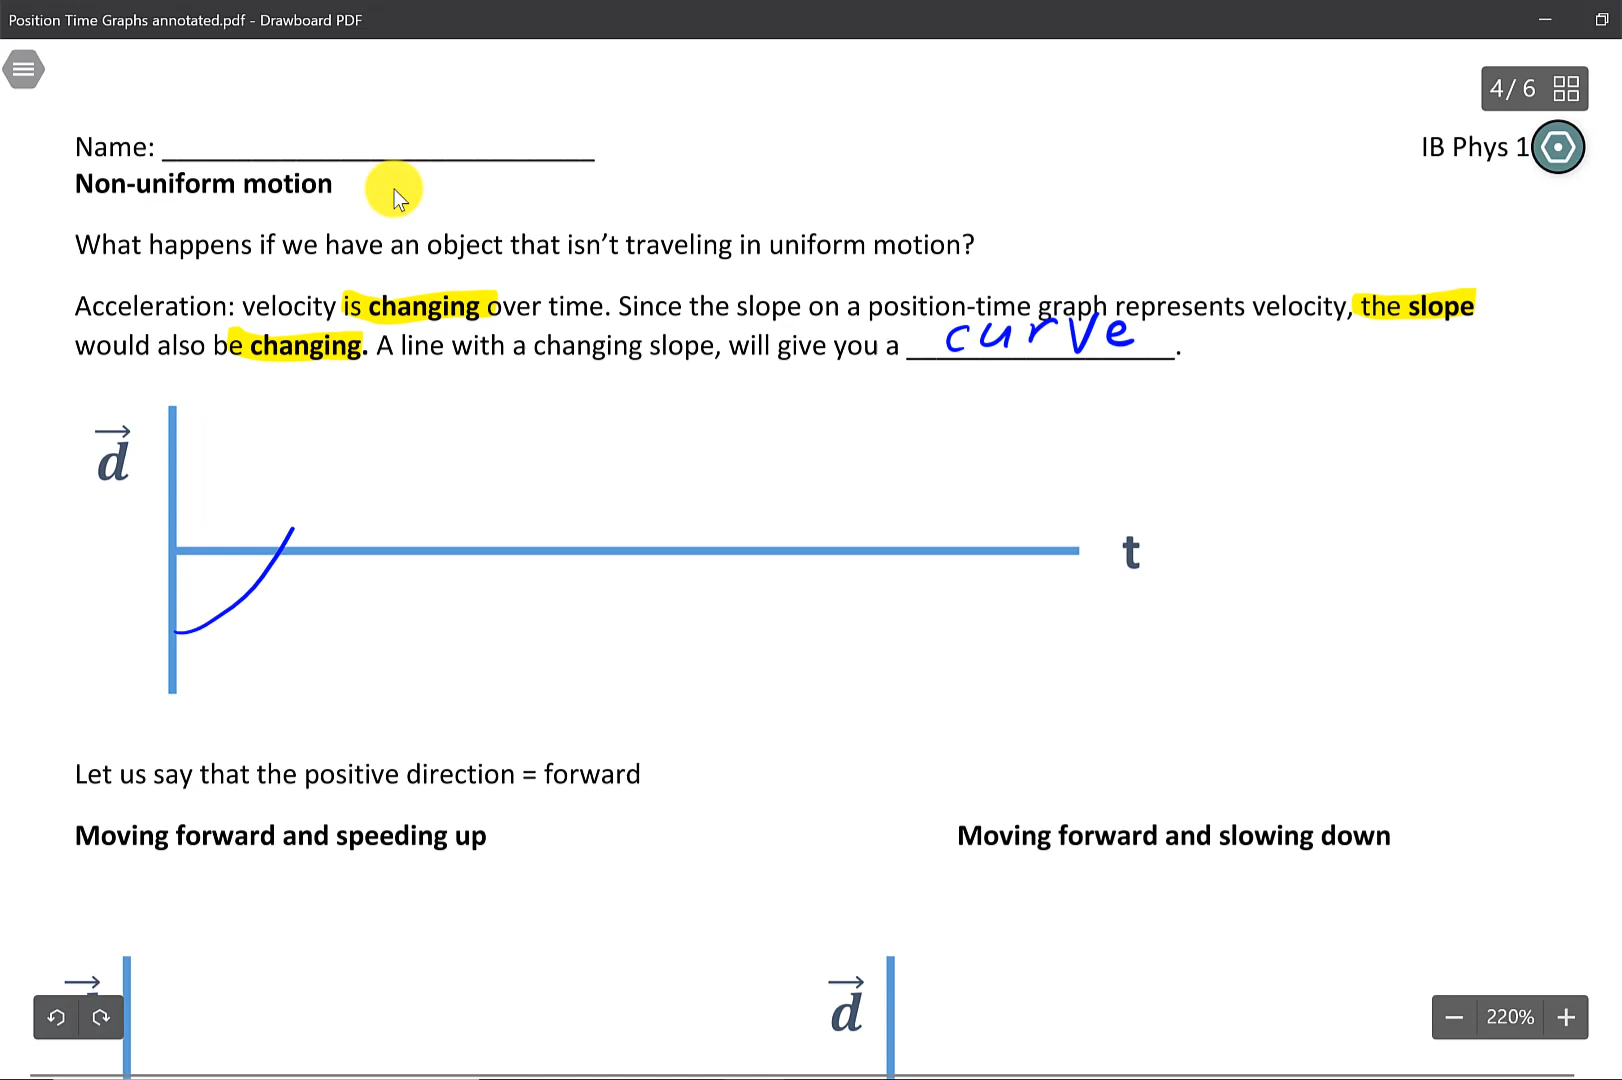 Position Time Graphs annotated.pdf - Drawboard PDF
4/ 6
Name: ______________________________
IB Phys 1
Non-uniform motion
What happens if we have an object that isn't traveling in uniform motion?
Acceleration: velocity is changing over time. Since the slope on a position-time graph represents velocity, the slope
would also be changing. A line with a changing slope, will give you a curve.
d
t
Let us say that the positive direction = forward
Moving forward and speeding up
Moving forward and slowing down
d
220%